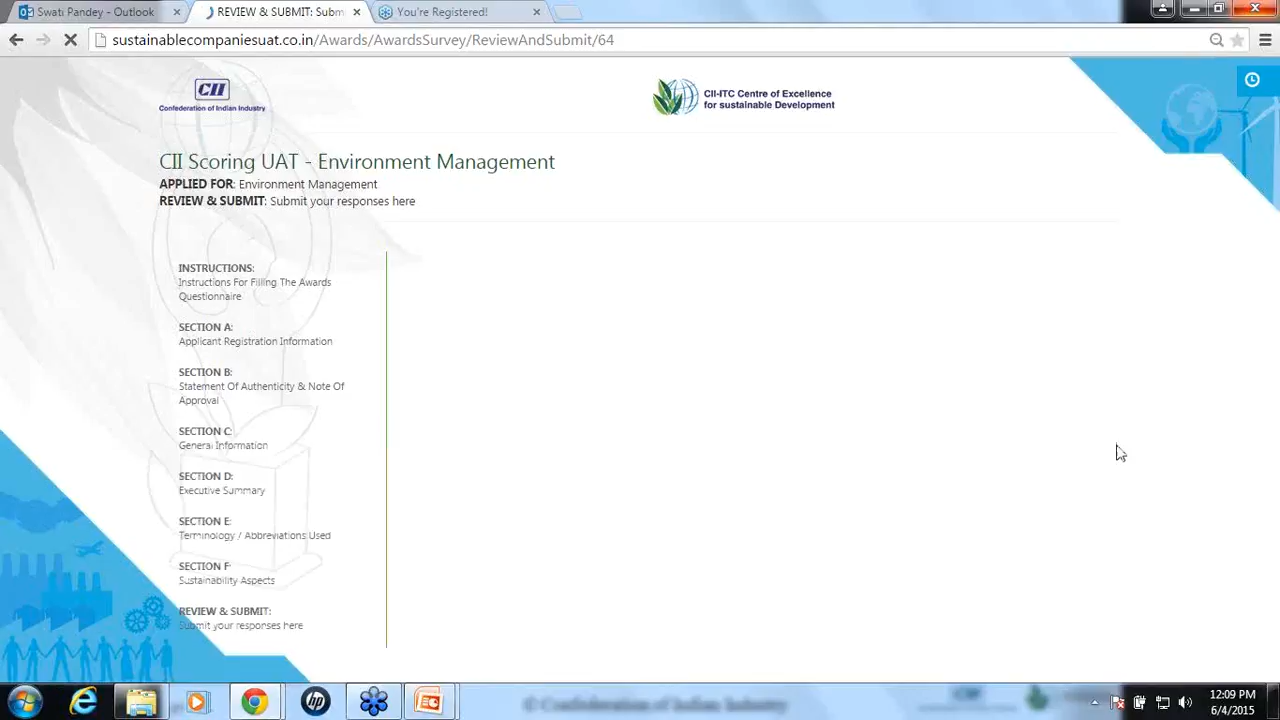 Swati Pandey - Outlook
REVIEW & SUBMIT: Subm
You're Registered!
sustainablecompaniesuat.co.in/Awards/AwardsSurvey/ReviewAndSubmit/64
CII
Confederation of Indian Industry
CII-ITC Centre of Excellence
for sustainable Development
CII Scoring UAT - Environment Management
APPLIED FOR: Environment Management
REVIEW & SUBMIT: Submit your responses here
INSTRUCTIONS:
Instructions For Filling The Awards
Questionnaire
SECTION A:
Applicant Registration Information
SECTION B:
Statement Of Authenticity & Note Of
Approval
SECTION C:
General Information
SECTION D:
Executive Summary
SECTION E:
Terminology / Abbreviations Used
SECTION F:
Sustainability Aspects
REVIEW & SUBMIT:
Submit your responses here
© Confederation of Indian Industry
12:09 PM
6/4/2015